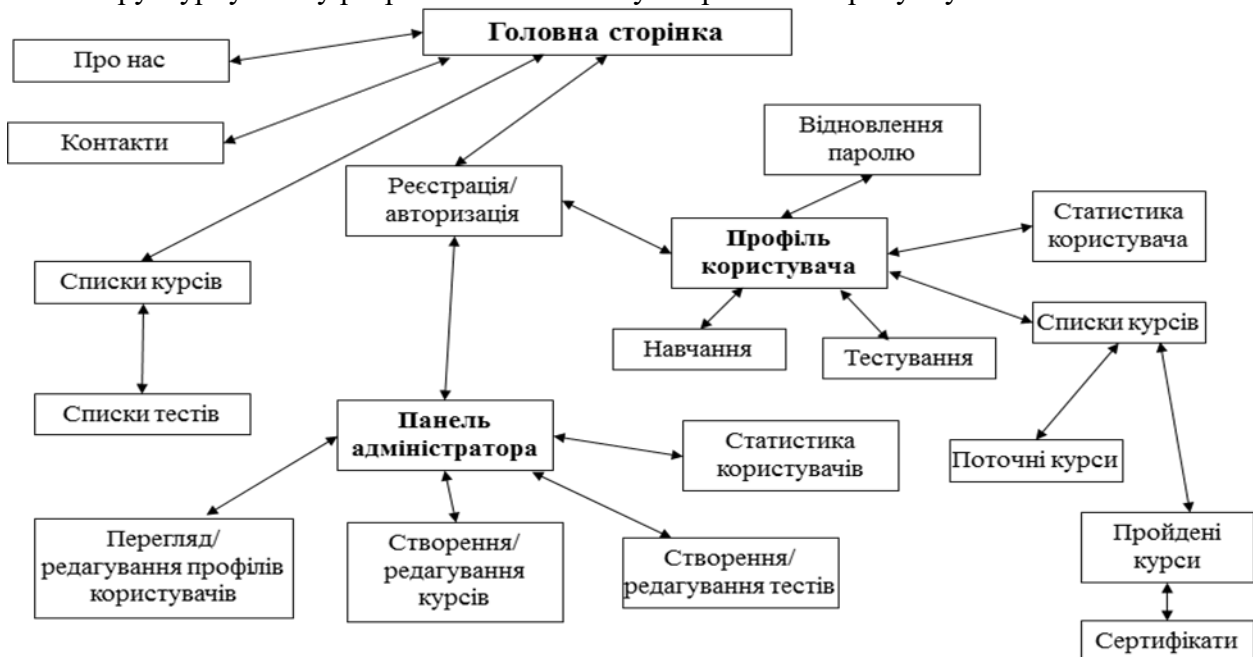 Головна сторінка
Про нас
Контакти
Відновлення
паролю
Реєстрація/
авторизація
Статистика
користувача
Профіль
користувача
Списки курсів
Списки курсів
Навчання
Тестування
Списки тестів
Панель
адміністратора
Статистика
користувачів
Поточні курси
Перегляд/
редагування профілів
користувачів
Створення/
редагування
курсів
Створення/
редагування тестів
Пройдені
курси
Сертифікати